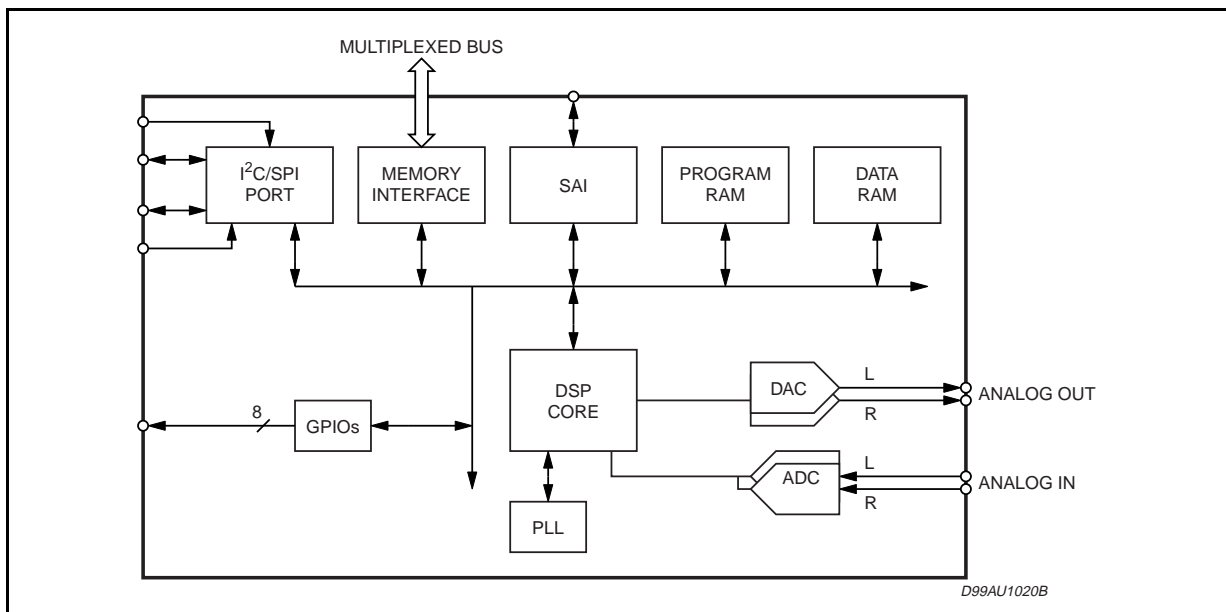 MULTIPLEXED BUS
I²C/SPI
PORT
MEMORY
INTERFACE
SAI
PROGRAM
RAM
DATA
RAM
DSP
CORE
DAC
L
R
ANALOG OUT
8
GPIOs
ADC
L
R
ANALOG IN
PLL
D99AU1020B